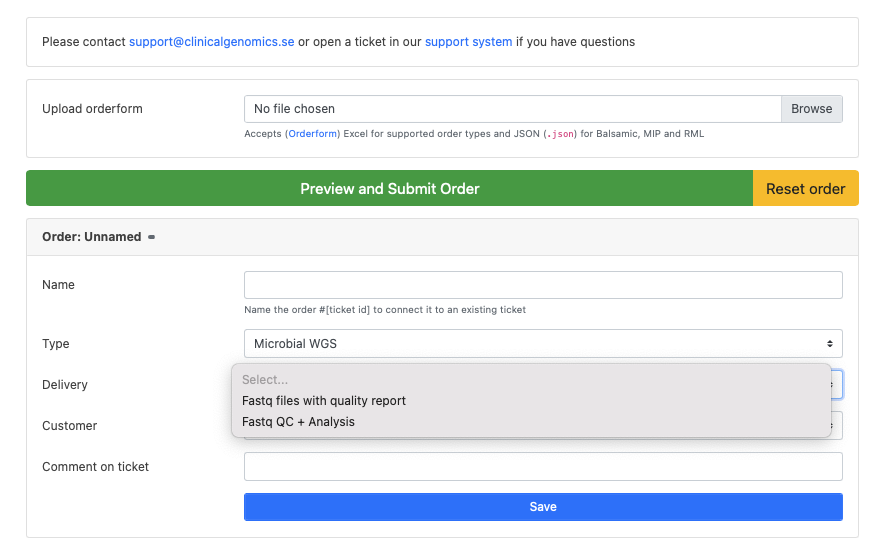 Please contact support@clinicalgenomics.se or open a ticket in our support system if you have questions
Upload orderform
No file chosen
Browse
Accepts (Orderform) Excel for supported order types and JSON (.json) for Balsamic, MIP and RML
Preview and Submit Order
Reset order
Order: Unnamed
Name
Name the order #[ticket id] to connect it to an existing ticket
Type
Microbial WGS
Delivery
Select...
Fastq files with quality report
Fastq QC + Analysis
Customer
Comment on ticket
Save